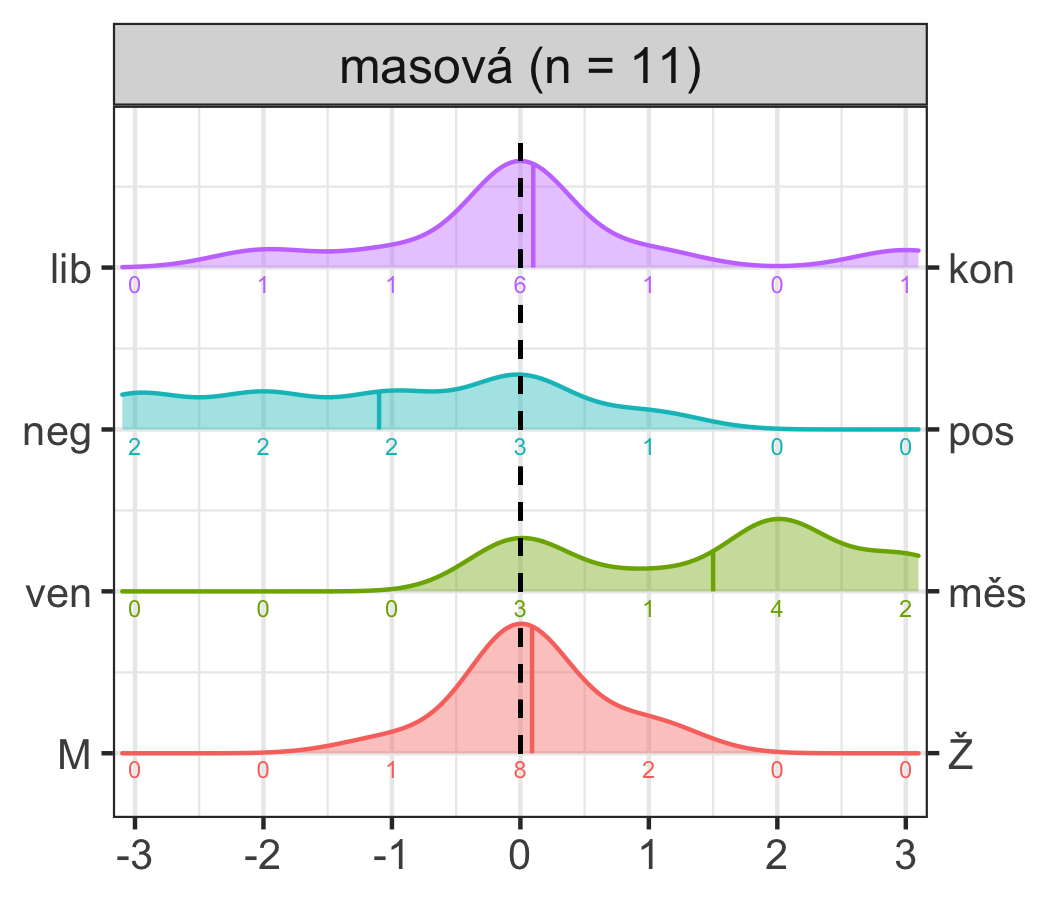 masová (n = 11)
lib kon
0 1 1 6 1 0 1
neg pos
2 2 2 3 1 0 0
ven měs
0 0 0 3 1 4 2
M Ž
0 0 1 8 2 0 0
-3 -2 -1 0 1 2 3